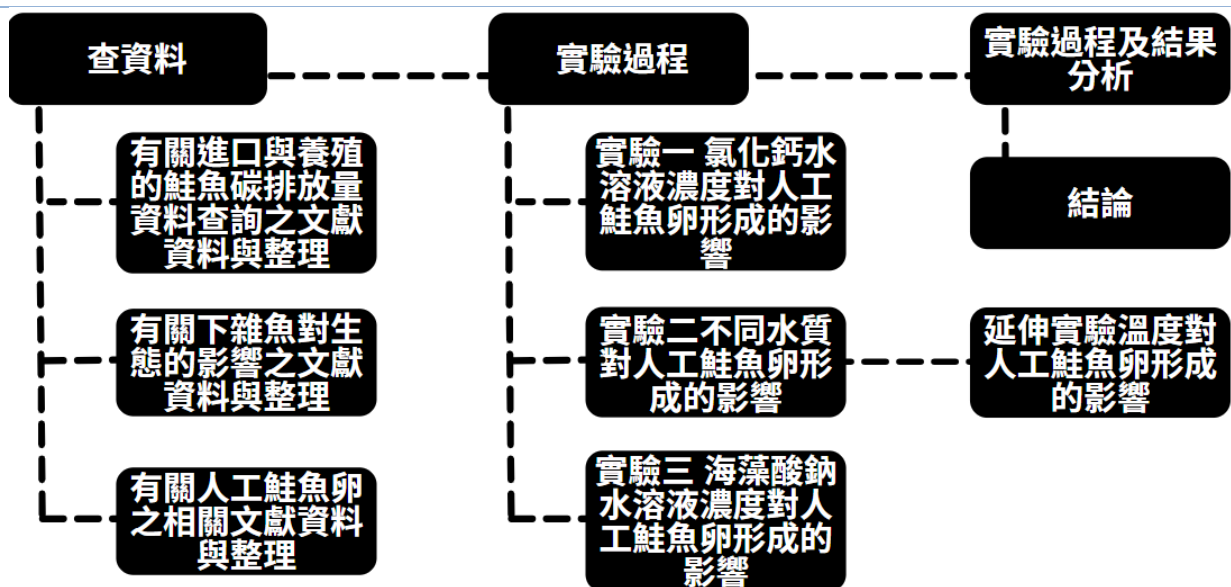 查資料
有關進口與養殖
的鮭魚碳排放量
資料查詢之文獻
資料與整理
有關下雜魚對生
態的影響之文獻
資料與整理
有關人工鮭魚卵
之相關文獻資料
與整理
實驗過程
實驗一 氯化鈣水
溶液濃度對人工
鮭魚卵形成的影
響
實驗二不同水質
對人工鮭魚卵形
成的影響
實驗三 海藻酸鈉
水溶液濃度對人
工鮭魚卵形成的
影響
實驗過程及結果
分析
結論
延伸實驗溫度對
人工鮭魚卵形成
的影響